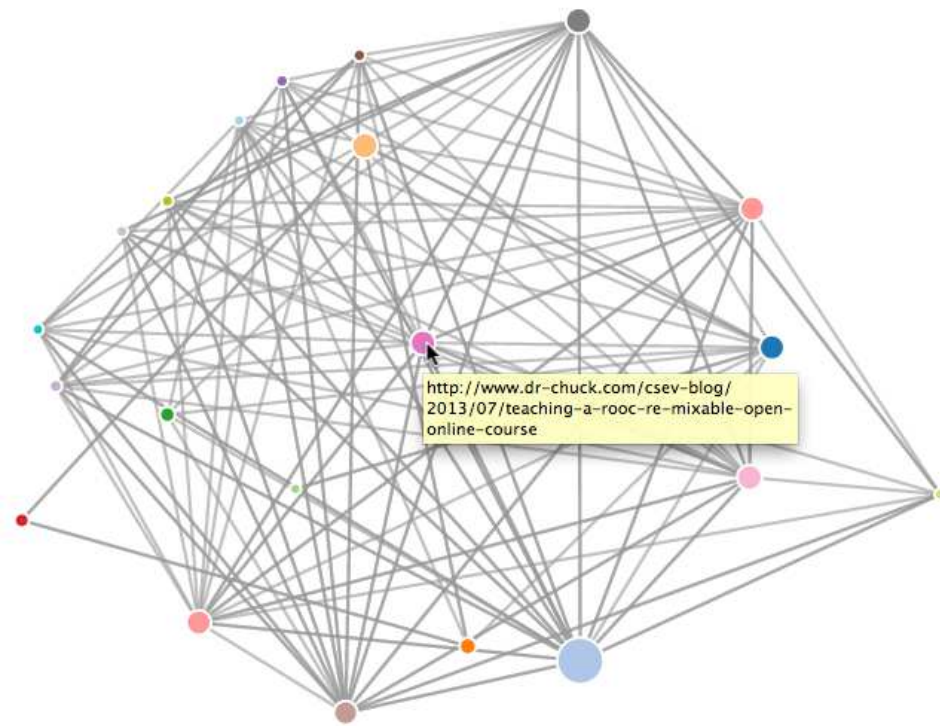 http://www.dr-chuck.com/csev-blog/
2013/07/teaching-a-rooc-re-mixable-open-
online-course